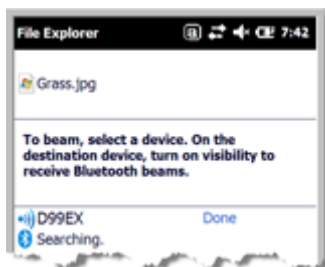 File Explorer 7:42
Grass.jpg
To beam, select a device. On the
destination device, turn on visibility to
receive Bluetooth beams.
D99EX Done
Searching.